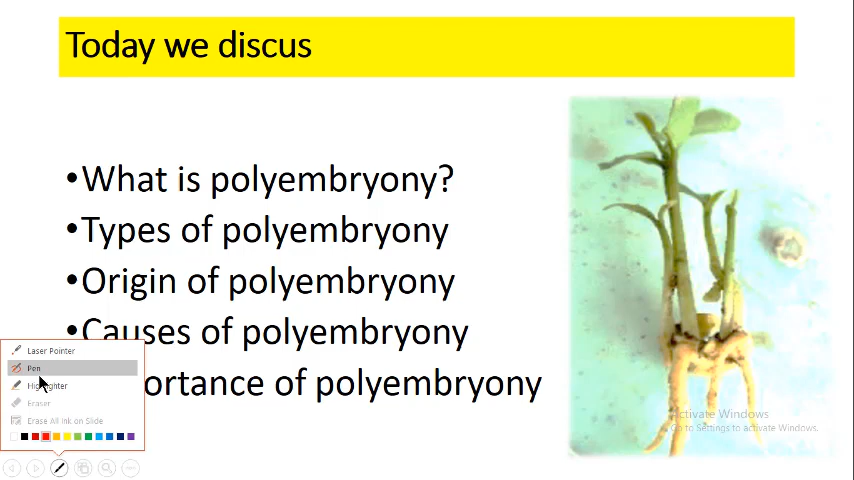 Today we discus
•What is polyembryony?
•Types of polyembryony
•Origin of polyembryony
•Causes of polyembryony
portance of polyembryony
Laser Pointer
Pen
Highlighter
Eraser
Erase All Ink on Slide
Activate Windows
Go to Settings to activate Windows.